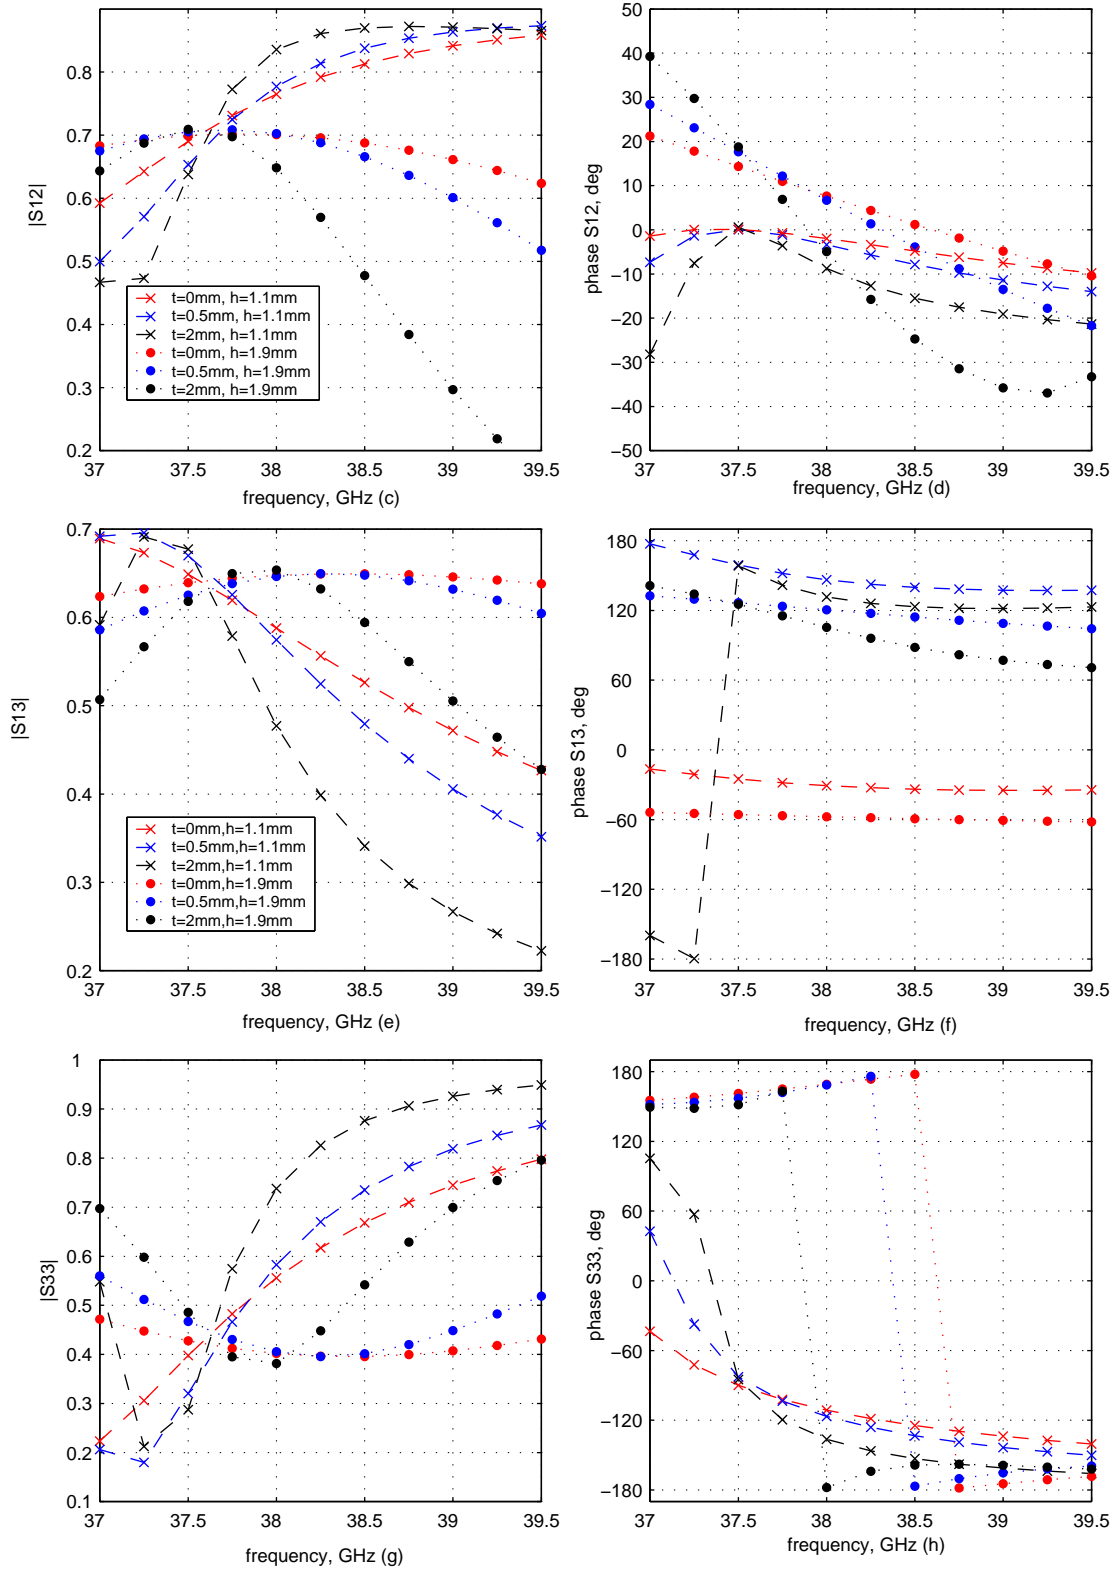 0.8
0.7
0.6
0.5
0.4
0.3
0.2
|S12|
t=0mm, h=1.1mm
t=0.5mm, h=1.1mm
t=2mm, h=1.1mm
t=0mm, h=1.9mm
t=0.5mm, h=1.9mm
t=2mm, h=1.9mm
37 37.5 38 38.5 39 39.5
frequency, GHz (c)
50
40
30
20
10
0
−10
−20
−30
−40
−50
phase S12, deg
37 37.5 38 38.5 39 39.5
frequency, GHz (d)
0.7
0.6
0.5
0.4
0.3
0.2
|S13|
t=0mm,h=1.1mm
t=0.5mm,h=1.1mm
t=2mm,h=1.1mm
t=0mm,h=1.9mm
t=0.5mm,h=1.9mm
t=2mm,h=1.9mm
37 37.5 38 38.5 39 39.5
frequency, GHz (e)
180
120
60
0
−60
−120
−180
phase S13, deg
37 37.5 38 38.5 39 39.5
frequency, GHz (f)
1
0.9
0.8
0.7
0.6
0.5
0.4
0.3
0.2
0.1
|S33|
37 37.5 38 38.5 39 39.5
frequency, GHz (g)
180
120
60
0
−60
−120
−180
phase S33, deg
37 37.5 38 38.5 39 39.5
frequency, GHz (h)